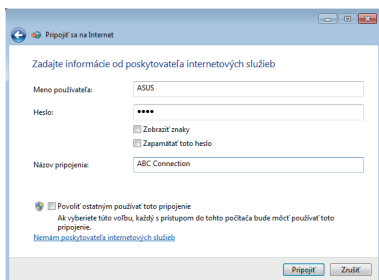 Pripojiť sa na Internet
Zadajte informácie od poskytovateľa internetových služieb
Meno používateľa:
ASUS
Heslo:
••••
Zobraziť znaky
Zapamätať toto heslo
Názov pripojenia:
ABC Connection
Povoliť ostatným používať toto pripojenie
Ak vyberiete túto voľbu, každý s prístupom do tohto počítača bude môcť používať toto
pripojenie.
Nemám poskytovateľa internetových služieb
Pripojiť
Zrušiť